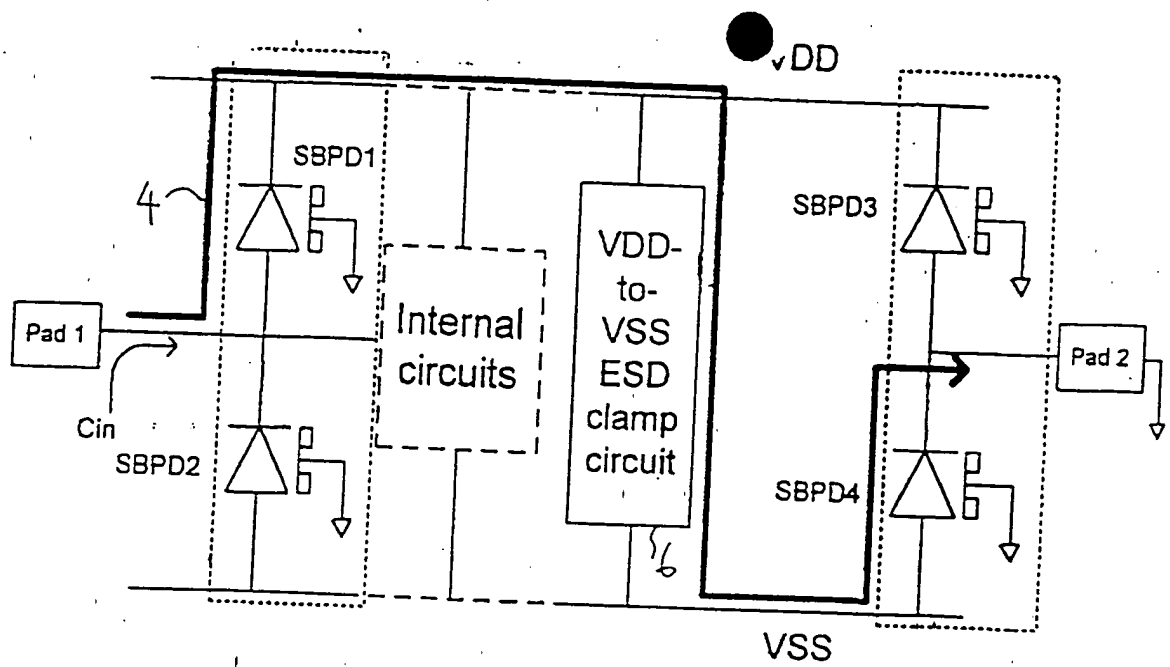 VDD
SBPD1
SBPD3
4
VDD-
to-
VSS
ESD
clamp
circuit
Internal
circuits
Pad 1
Pad 2
Cin
SBPD2
SBPD4
6
VSS